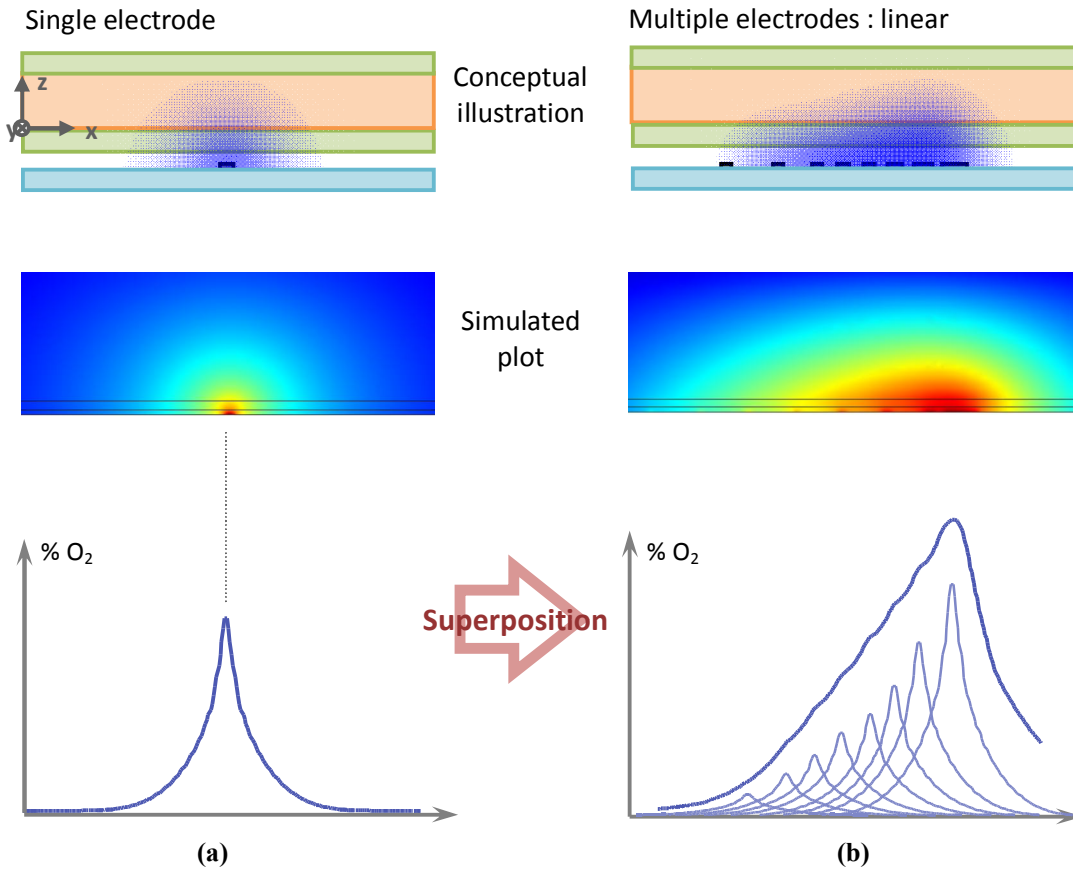 Single electrode
Multiple electrodes : linear
z
y
x
Conceptual
illustration
Simulated
plot
% O₂
Superposition
% O₂
(a)
(b)